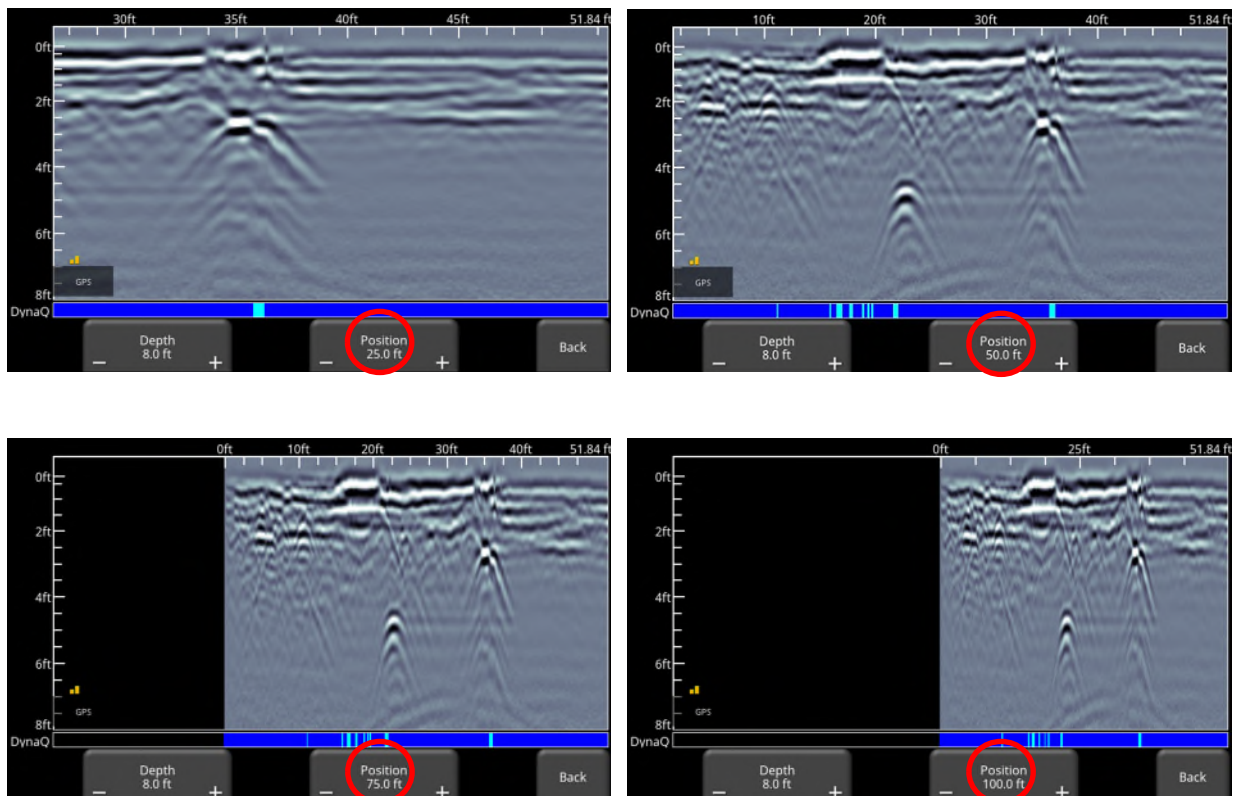 30ft 35ft 40ft 45ft 51.84 ft
0ft
2ft
4ft
6ft
GPS
8ft
DynaQ
Depth
8.0 ft
− +
Position
25.0 ft
− +
Back
10ft 20ft 30ft 40ft 51.84 ft
0ft
2ft
4ft
6ft
GPS
8ft
DynaQ
Depth
8.0 ft
− +
Position
50.0 ft
− +
Back
0ft 10ft 20ft 30ft 40ft 51.84 ft
0ft
2ft
4ft
6ft
GPS
8ft
DynaQ
Depth
8.0 ft
− +
Position
75.0 ft
− +
Back
0ft 25ft 51.84 ft
0ft
2ft
4ft
6ft
GPS
8ft
DynaQ
Depth
8.0 ft
− +
Position
100.0 ft
− +
Back